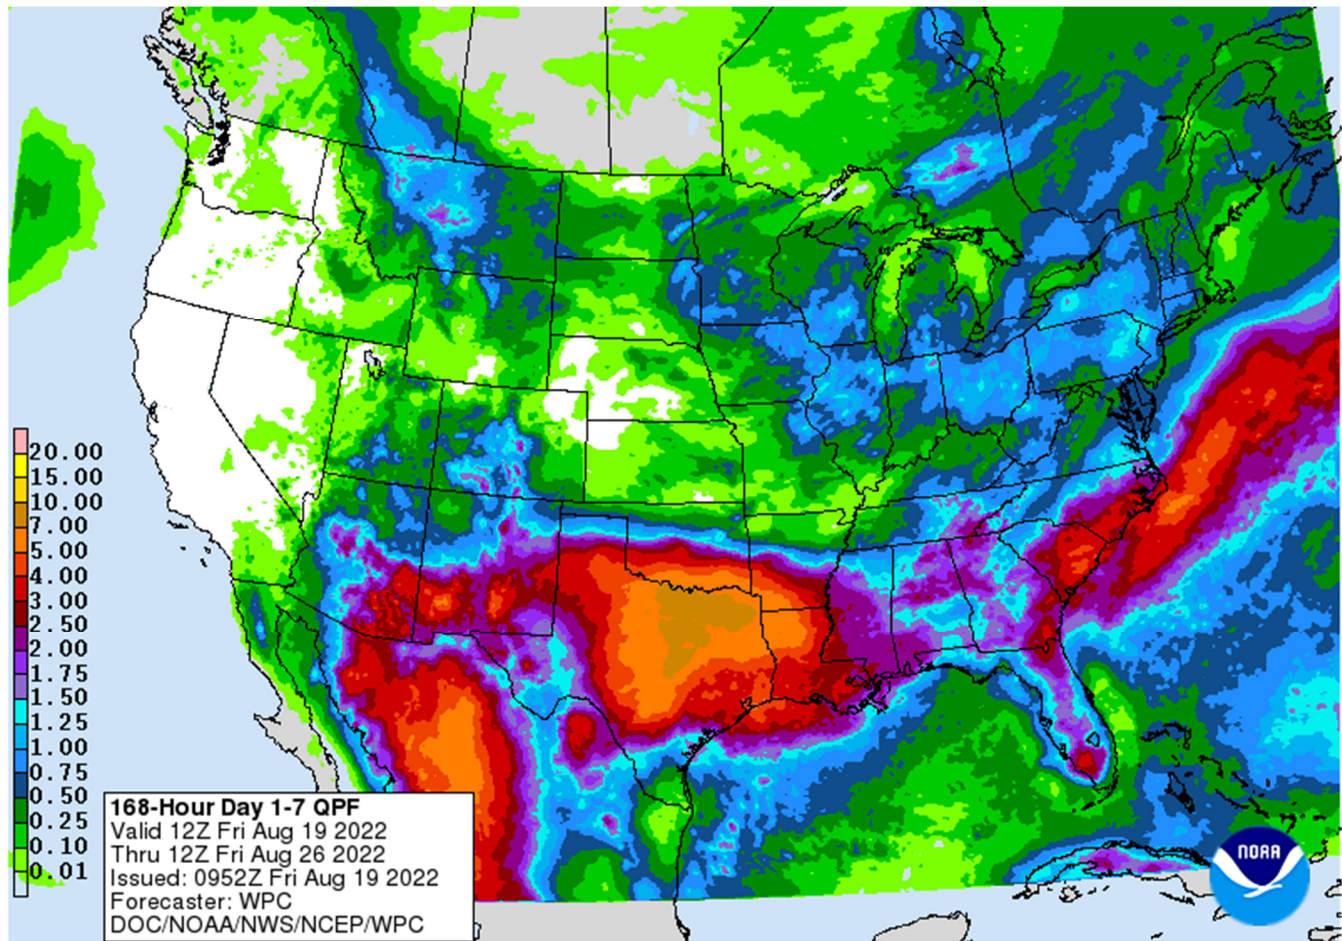 20.00
15.00
10.00
7.00
5.00
4.00
3.00
2.50
2.00
1.75
1.50
1.25
1.00
0.75
0.50
0.25
0.10
0.01
168-Hour Day 1-7 QPF
Valid 12Z Fri Aug 19 2022
Thru 12Z Fri Aug 26 2022
Issued: 0952Z Fri Aug 19 2022
Forecaster: WPC
DOC/NOAA/NWS/NCEP/WPC
NOAA